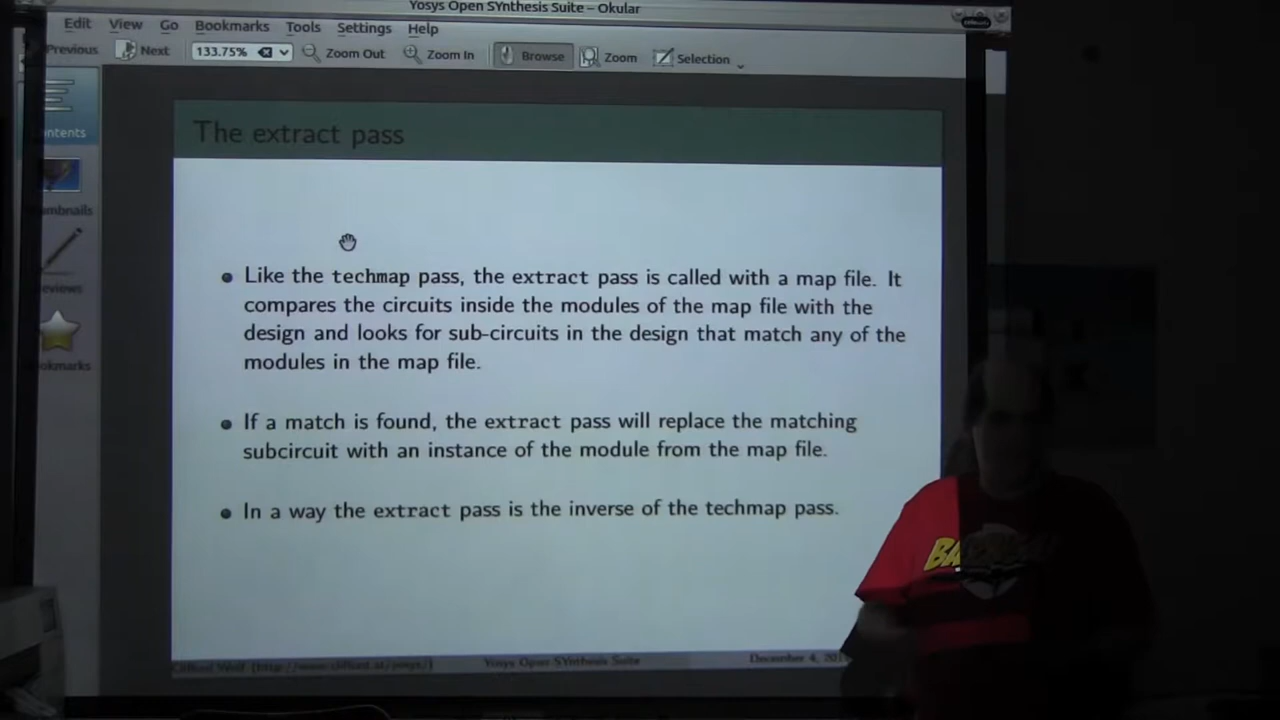 Yosys Open SYnthesis Suite – Okular
Edit View Go Bookmarks Tools Settings Help
Previous Next 133.75% Zoom Out Zoom In Browse Zoom Selection
The extract pass
Like the techmap pass, the extract pass is called with a map file. It
compares the circuits inside the modules of the map file with the
design and looks for sub-circuits in the design that match any of the
modules in the map file.
If a match is found, the extract pass will replace the matching
subcircuit with an instance of the module from the map file.
In a way the extract pass is the inverse of the techmap pass.
Yosys Open SYnthesis Suite
December 4,